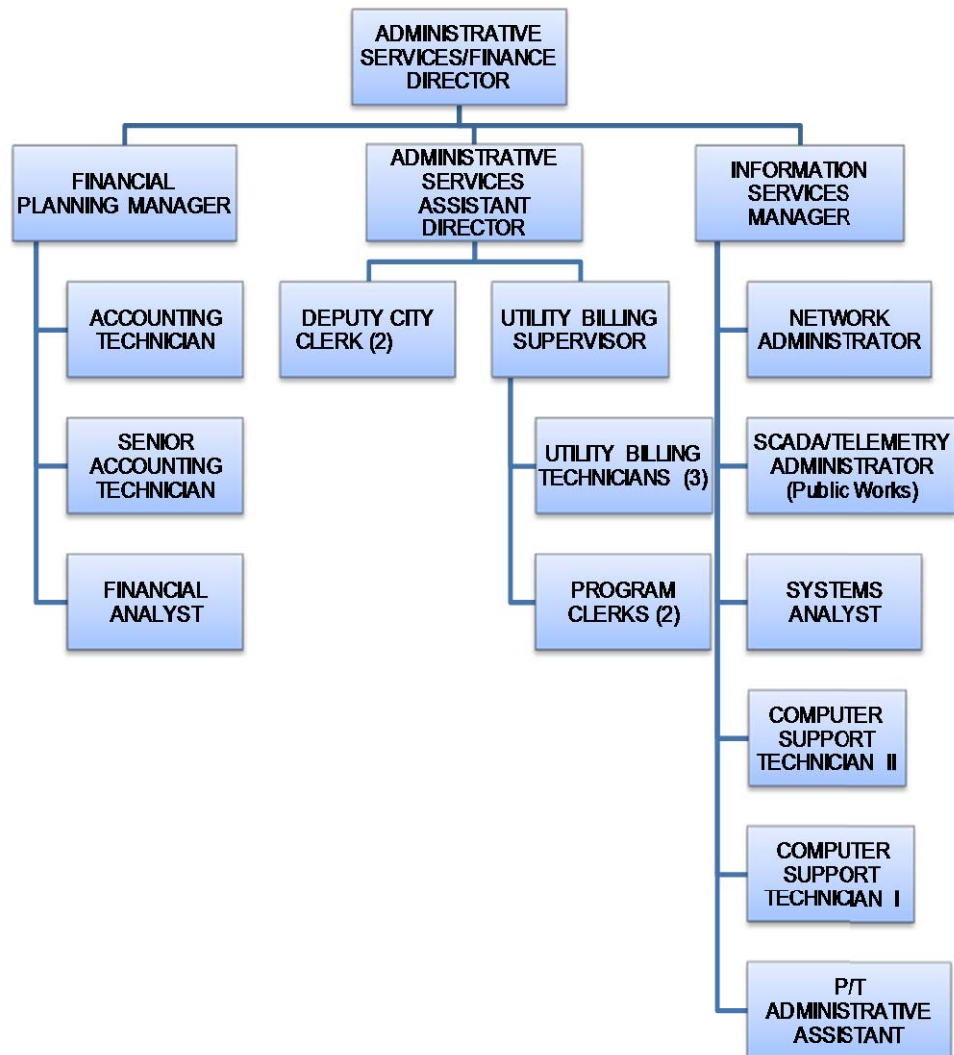 ADMINISTRATIVE
SERVICES/FINANCE
DIRECTOR
FINANCIAL
PLANNING MANAGER
ADMINISTRATIVE
SERVICES
ASSISTANT
DIRECTOR
INFORMATION
SERVICES
MANAGER
ACCOUNTING
TECHNICIAN
SENIOR
ACCOUNTING
TECHNICIAN
FINANCIAL
ANALYST
DEPUTY CITY
CLERK (2)
UTILITY BILLING
SUPERVISOR
UTILITY BILLING
TECHNICIANS (3)
PROGRAM
CLERKS (2)
NETWORK
ADMINISTRATOR
SCADA/TELEMETRY
ADMINISTRATOR
(Public Works)
SYSTEMS
ANALYST
COMPUTER
SUPPORT
TECHNICIAN II
COMPUTER
SUPPORT
TECHNICIAN I
P/T
ADMINISTRATIVE
ASSISTANT